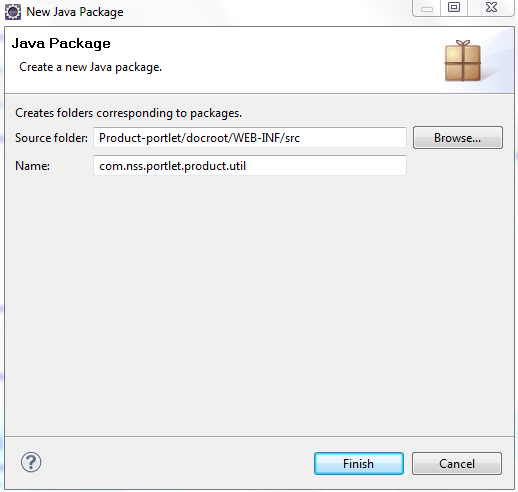 New Java Package
Java Package
Create a new Java package.
Creates folders corresponding to packages.
Source folder: Product-portlet/docroot/WEB-INF/src Browse...
Name: com.nss.portlet.product.util
? Finish Cancel